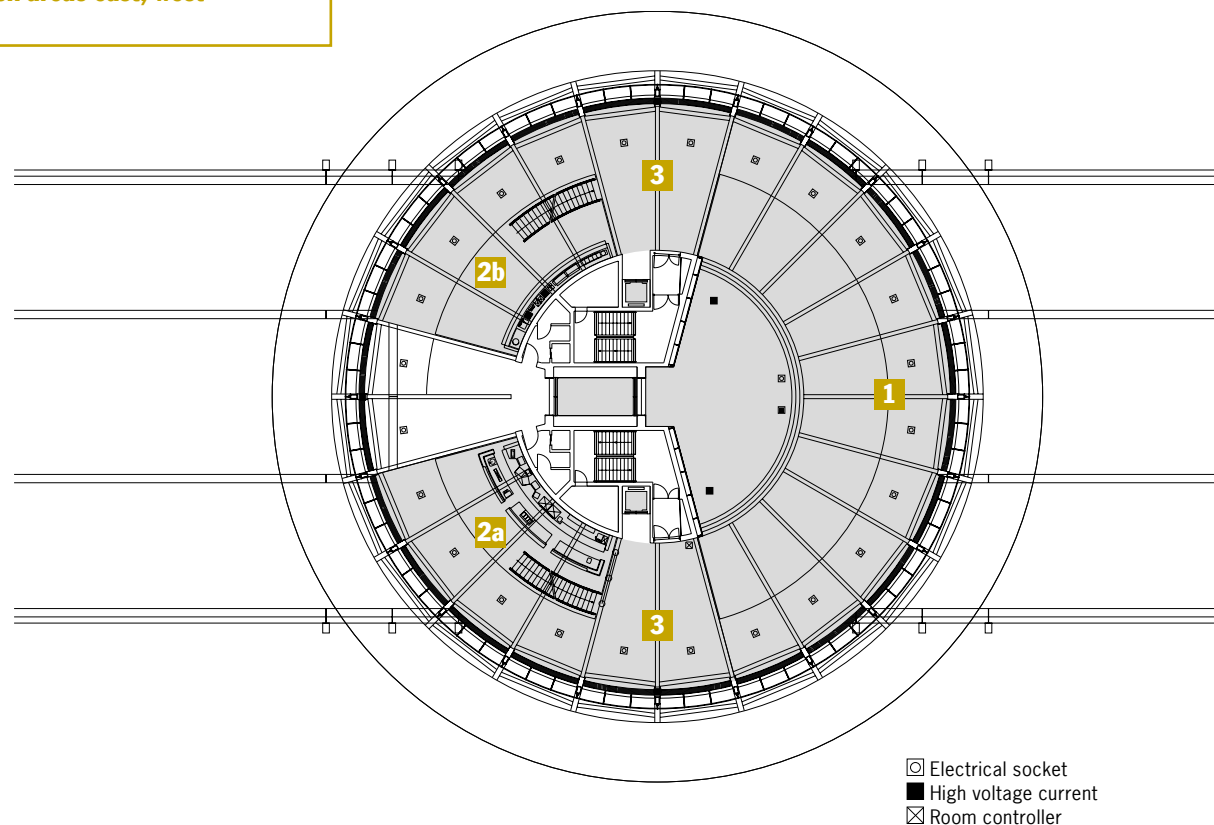 3
2b
1
2a
3
Electrical socket
High voltage current
Room controller